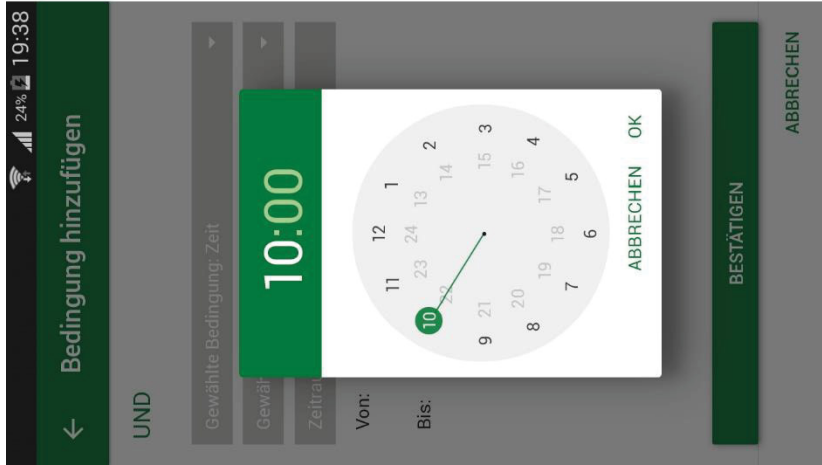 24% 19:38
Bedingung hinzufügen
UND
Gewählte Bedingung: Zeit
Gewäh
Zeitrau
Von:
Bis:
10:00
12
11 1
24
23 13
10 2
22 14
9 21 15 3
20 16
8 4
19 17
18
7 5
6
ABBRECHEN OK
BESTÄTIGEN
ABBRECHEN